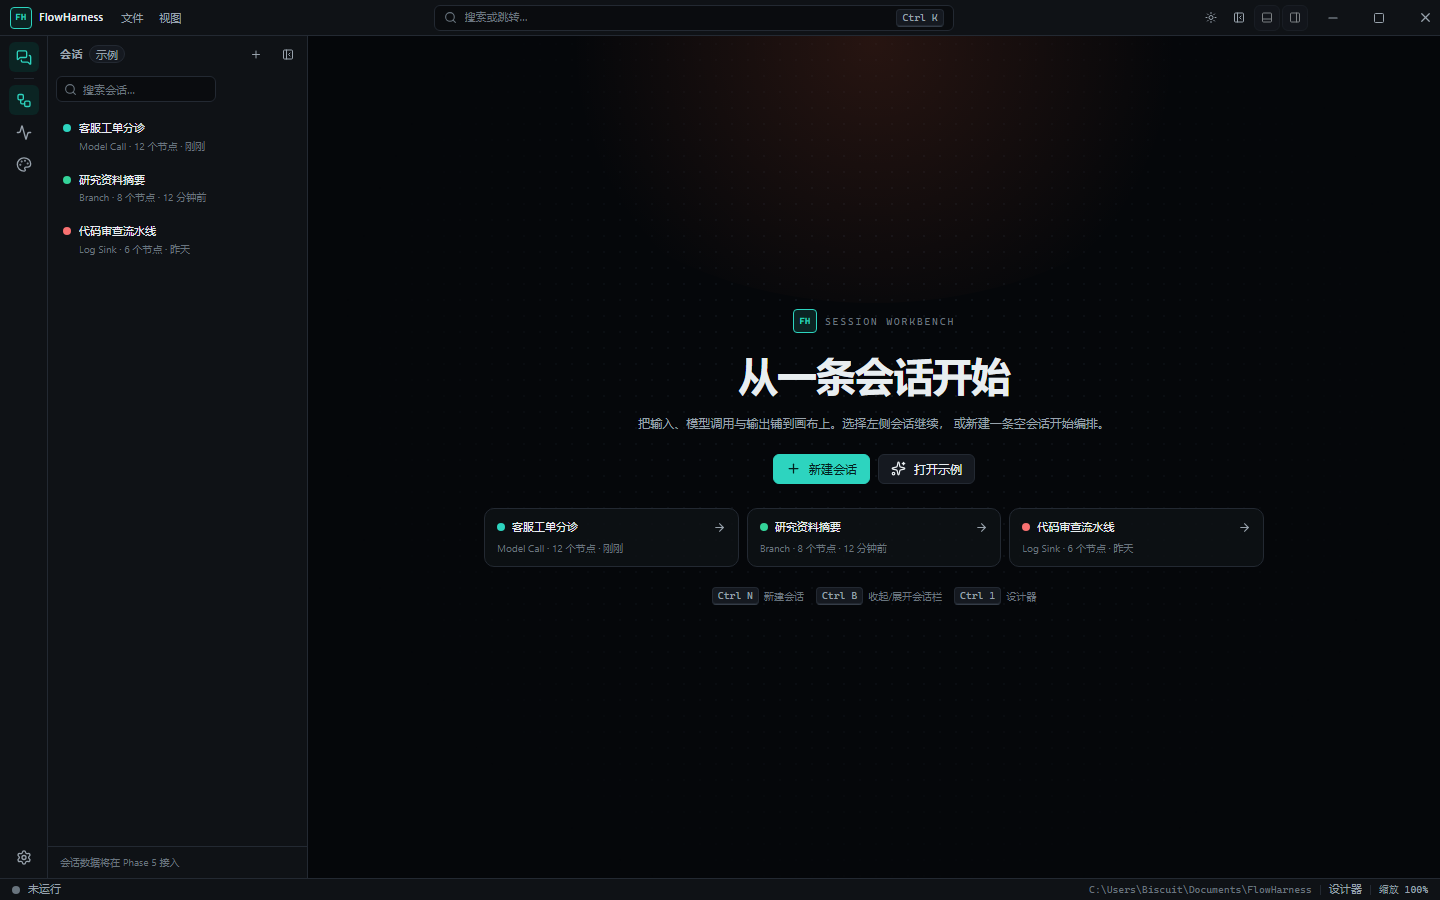 FH FlowHarness 文件 视图 搜索或跳转... Ctrl K
会话 示例
搜索会话...
客服工单分诊
Model Call · 12 个节点 · 刚刚
研究资料摘要
Branch · 8 个节点 · 12 分钟前
代码审查流水线
Log Sink · 6 个节点 · 昨天
会话数据将在 Phase 5 接入
FH SESSION WORKBENCH
从一条会话开始
把输入、模型调用与输出铺到画布上。选择左侧会话继续， 或新建一条空会话开始编排。
新建会话 打开示例
客服工单分诊
Model Call · 12 个节点 · 刚刚
研究资料摘要
Branch · 8 个节点 · 12 分钟前
代码审查流水线
Log Sink · 6 个节点 · 昨天
Ctrl N 新建会话 Ctrl B 收起/展开会话栏 Ctrl 1 设计器
未运行 C:\Users\Biscuit\Documents\FlowHarness 设计器 缩放 100%